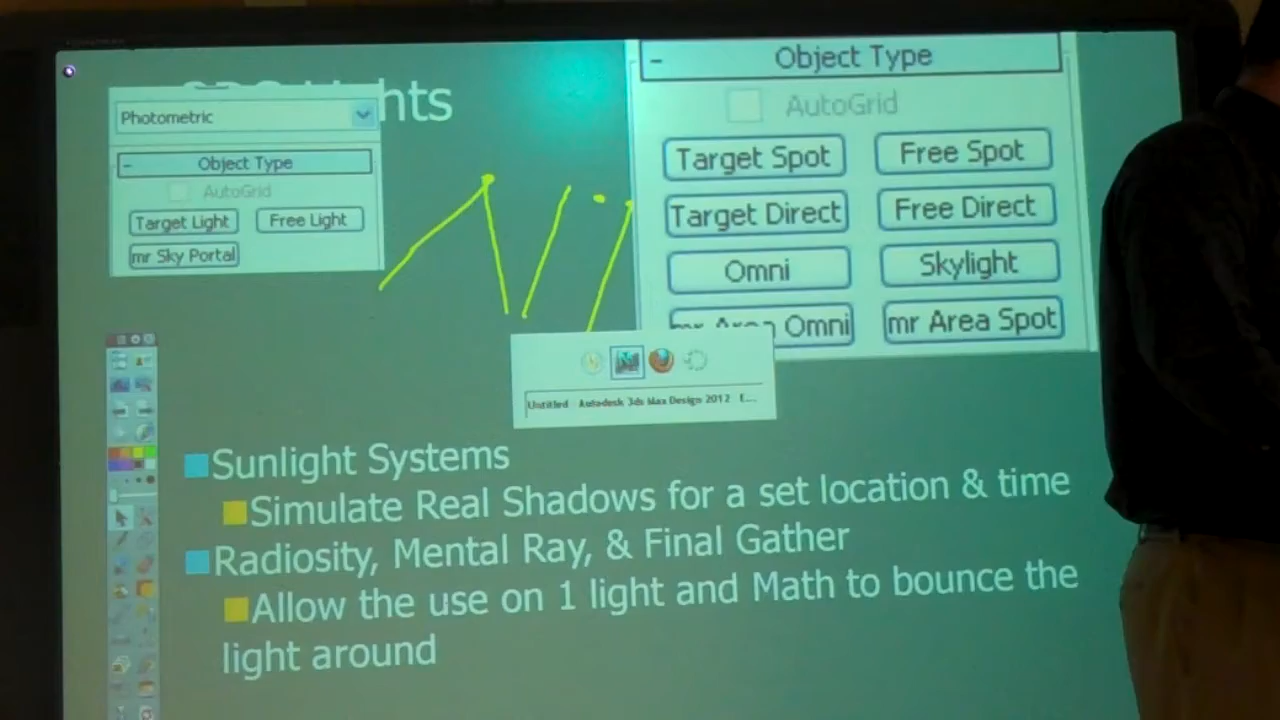 hts
Photometric
- Object Type
AutoGrid
Target Light Free Light
mr Sky Portal
- Object Type
AutoGrid
Target Spot Free Spot
Target Direct Free Direct
Omni Skylight
mr Area Omni mr Area Spot
Untitled Autodesk 3ds Max Design 2012 E...
Sunlight Systems
Simulate Real Shadows for a set location & time
Radiosity, Mental Ray, & Final Gather
Allow the use on 1 light and Math to bounce the
light around